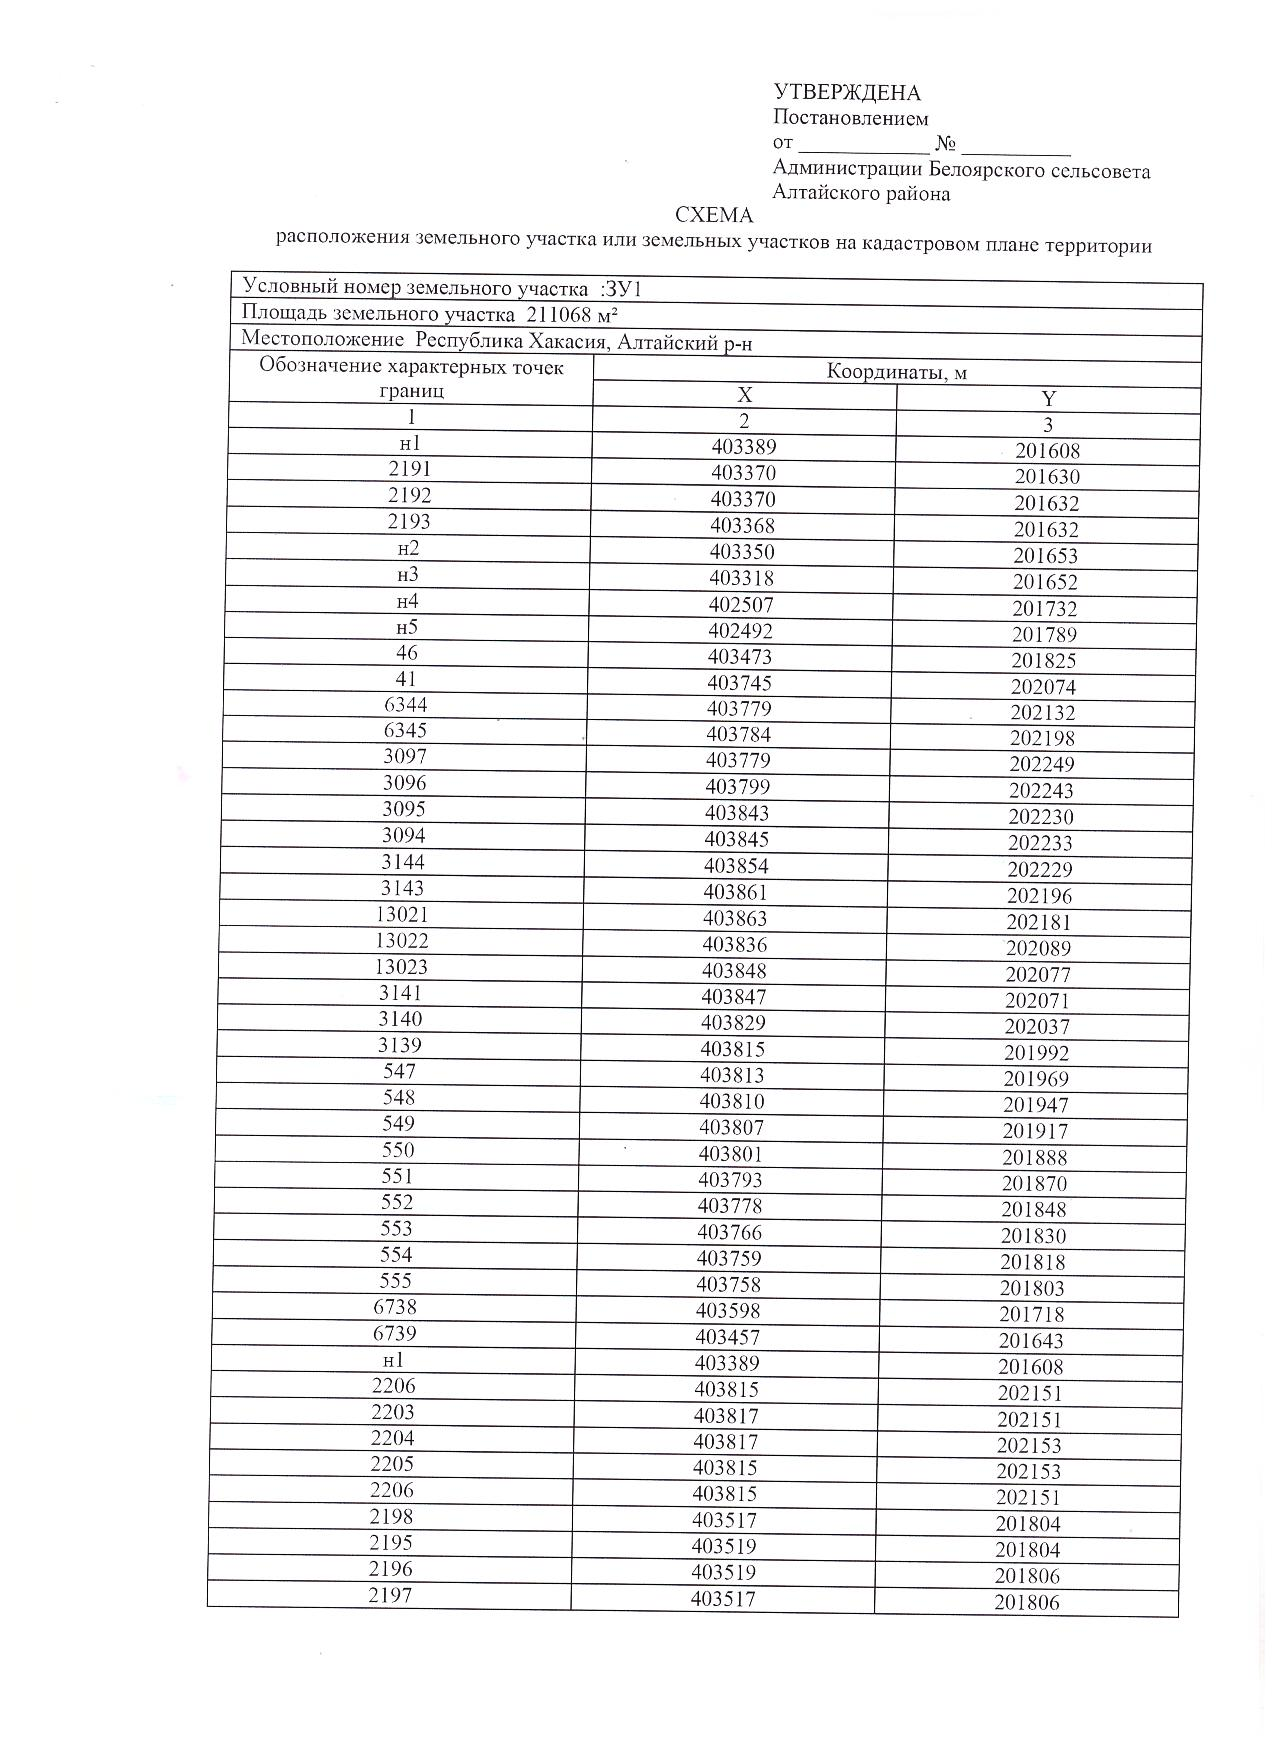 УТВЕРЖДЕНА
Постановлением
от ____________ № __________
Администрации Белоярского сельсовета
Алтайского района
СХЕМА
расположения земельного участка или земельных участков на кадастровом плане территории
Условный номер земельного участка :ЗУ1
Площадь земельного участка 211068 м²
Местоположение Республика Хакасия, Алтайский р-н
Обозначение характерных точек границ Координаты, м
X Y
1 2 3
н1 403389 201608
2191 403370 201630
2192 403370 201632
2193 403368 201632
н2 403350 201653
н3 403318 201652
н4 402507 201732
н5 402492 201789
46 403473 201825
41 403745 202074
6344 403779 202132
6345 403784 202198
3097 403779 202249
3096 403799 202243
3095 403843 202230
3094 403845 202233
3144 403854 202229
3143 403861 202196
13021 403863 202181
13022 403836 202089
13023 403848 202077
3141 403847 202071
3140 403829 202037
3139 403815 201992
547 403813 201969
548 403810 201947
549 403807 201917
550 403801 201888
551 403793 201870
552 403778 201848
553 403766 201830
554 403759 201818
555 403758 201803
6738 403598 201718
6739 403457 201643
н1 403389 201608
2206 403815 202151
2203 403817 202151
2204 403817 202153
2205 403815 202153
2206 403815 202151
2198 403517 201804
2195 403519 201804
2196 403519 201806
2197 403517 201806